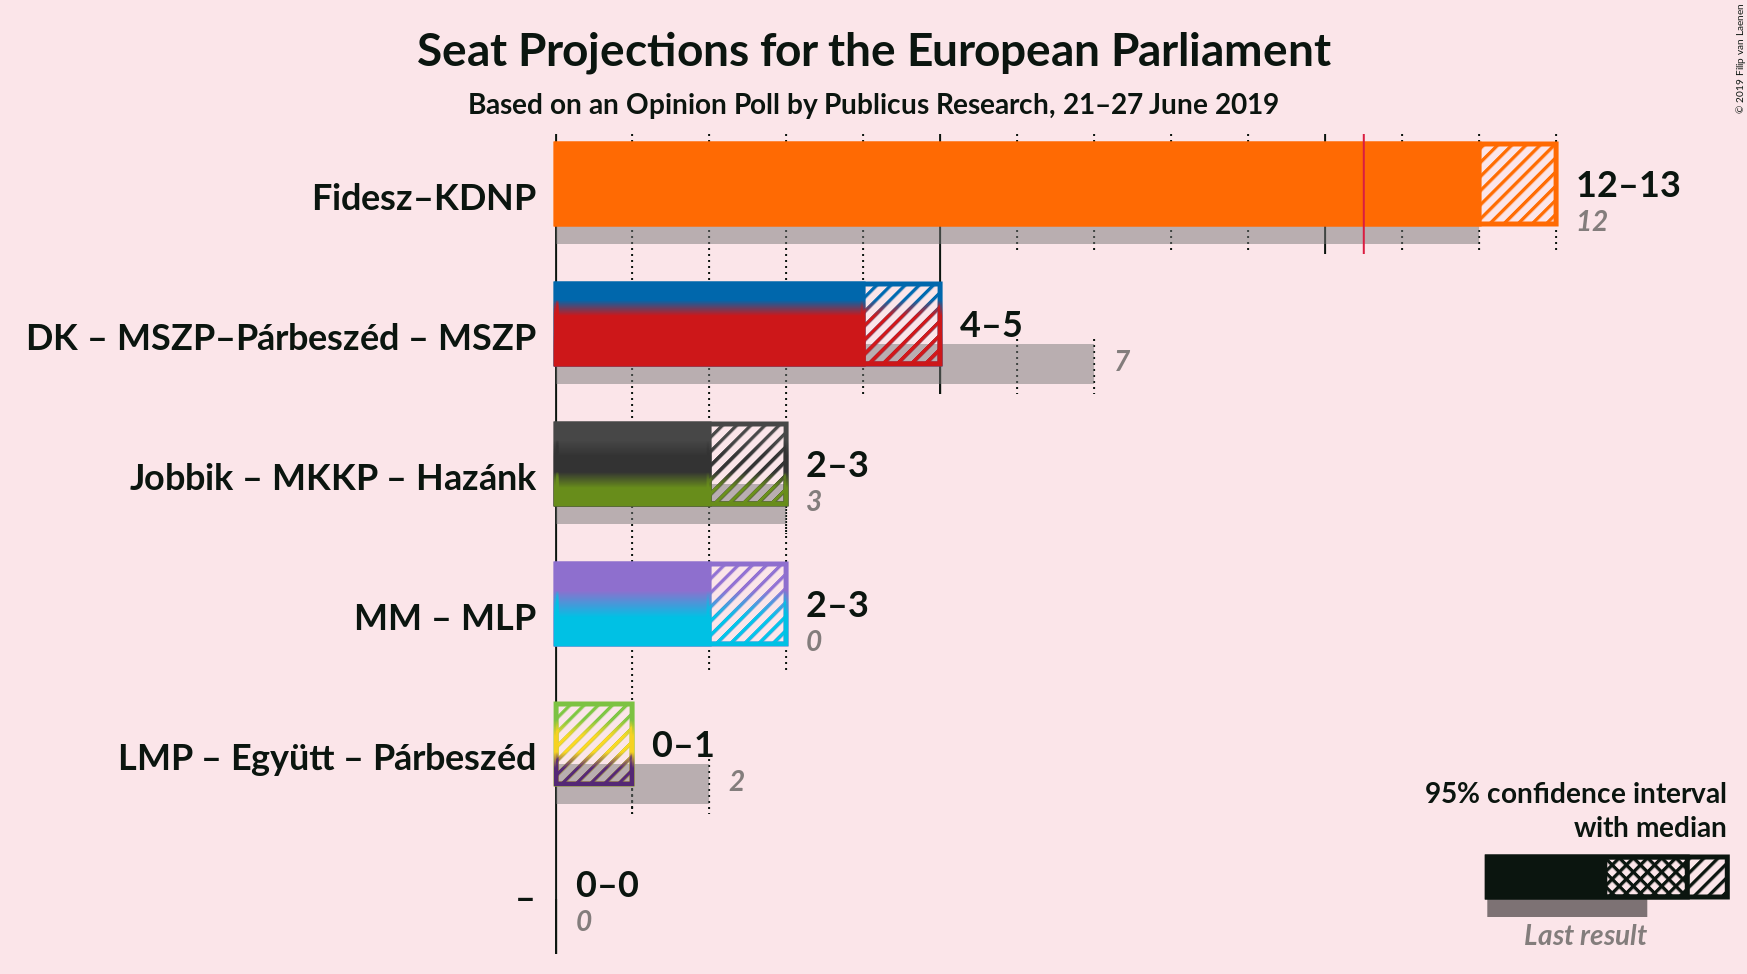 Seat Projections for the European Parliament
Based on an Opinion Poll by Publicus Research, 21–27 June 2019
© 2019 Filip van Laenen
Fidesz–KDNP
12–13
12
DK – MSZP–Párbeszéd – MSZP
4–5
7
Jobbik – MKKP – Hazánk
2–3
3
MM – MLP
2–3
0
LMP – Együtt – Párbeszéd
0–1
2
–
0–0
0
95% confidence interval
with median
Last result